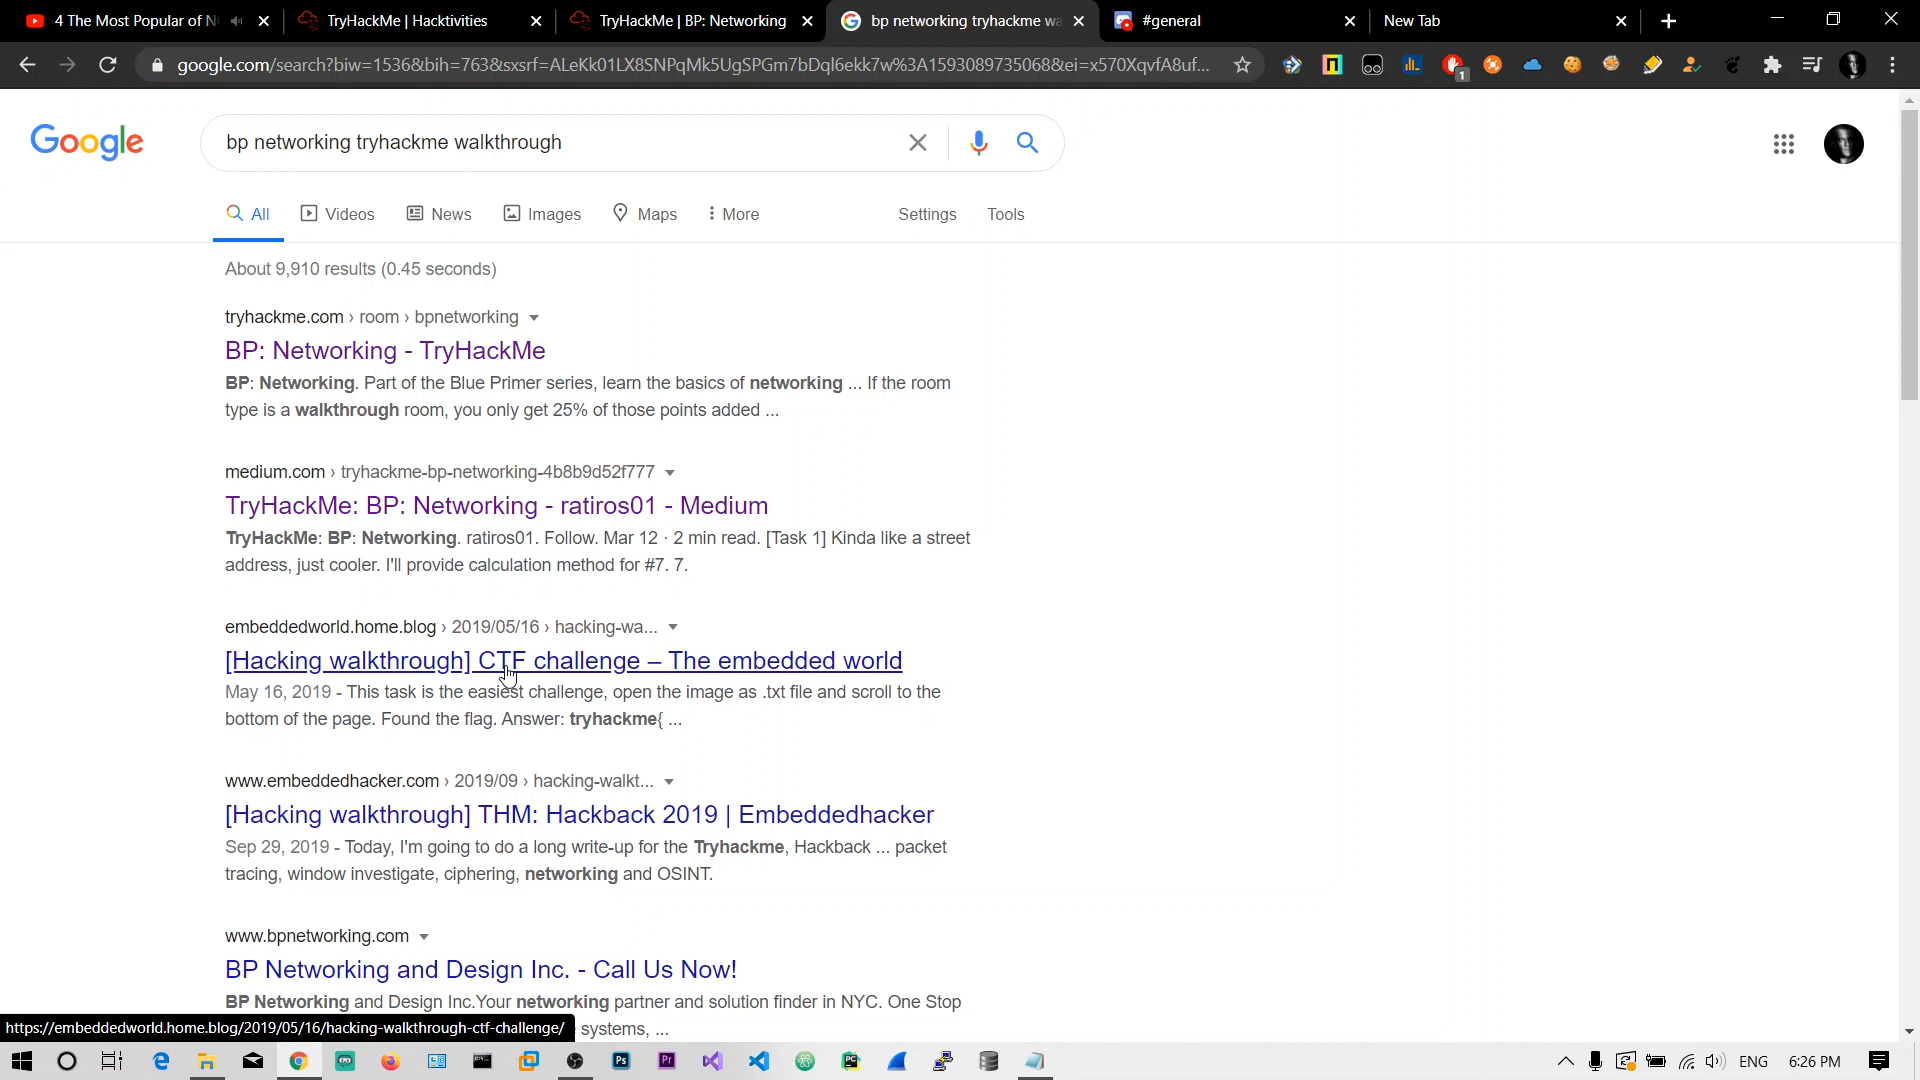 4 The Most Popular of N
TryHackMe | Hacktivities
TryHackMe | BP: Networking
bp networking tryhackme wa
#general
New Tab
google.com/search?biw=1536&bih=763&sxsrf=ALeKk01LX8SNPqMk5UgSPGm7bDql6ekk7w%3A1593089735068&ei=x570XqvfA8uf...
1
Google
bp networking tryhackme walkthrough
All
Videos
News
Images
Maps
More
Settings
Tools
About 9,910 results (0.45 seconds)
tryhackme.com › room › bpnetworking
BP: Networking - TryHackMe
BP: Networking. Part of the Blue Primer series, learn the basics of networking ... If the room
type is a walkthrough room, you only get 25% of those points added ...
medium.com › tryhackme-bp-networking-4b8b9d52f777
TryHackMe: BP: Networking - ratiros01 - Medium
TryHackMe: BP: Networking. ratiros01. Follow. Mar 12 · 2 min read. [Task 1] Kinda like a street
address, just cooler. I'll provide calculation method for #7. 7.
embeddedworld.home.blog › 2019/05/16 › hacking-wa...
[Hacking walkthrough] CTF challenge – The embedded world
May 16, 2019 - This task is the easiest challenge, open the image as .txt file and scroll to the
bottom of the page. Found the flag. Answer: tryhackme{ ...
www.embeddedhacker.com › 2019/09 › hacking-walkt...
[Hacking walkthrough] THM: Hackback 2019 | Embeddedhacker
Sep 29, 2019 - Today, I'm going to do a long write-up for the Tryhackme, Hackback ... packet
tracing, window investigate, ciphering, networking and OSINT.
www.bpnetworking.com
BP Networking and Design Inc. - Call Us Now!
BP Networking and Design Inc.Your networking partner and solution finder in NYC. One Stop
systems, ...
https://embeddedworld.home.blog/2019/05/16/hacking-walkthrough-ctf-challenge/
Ps
Pr
ENG
6:26 PM